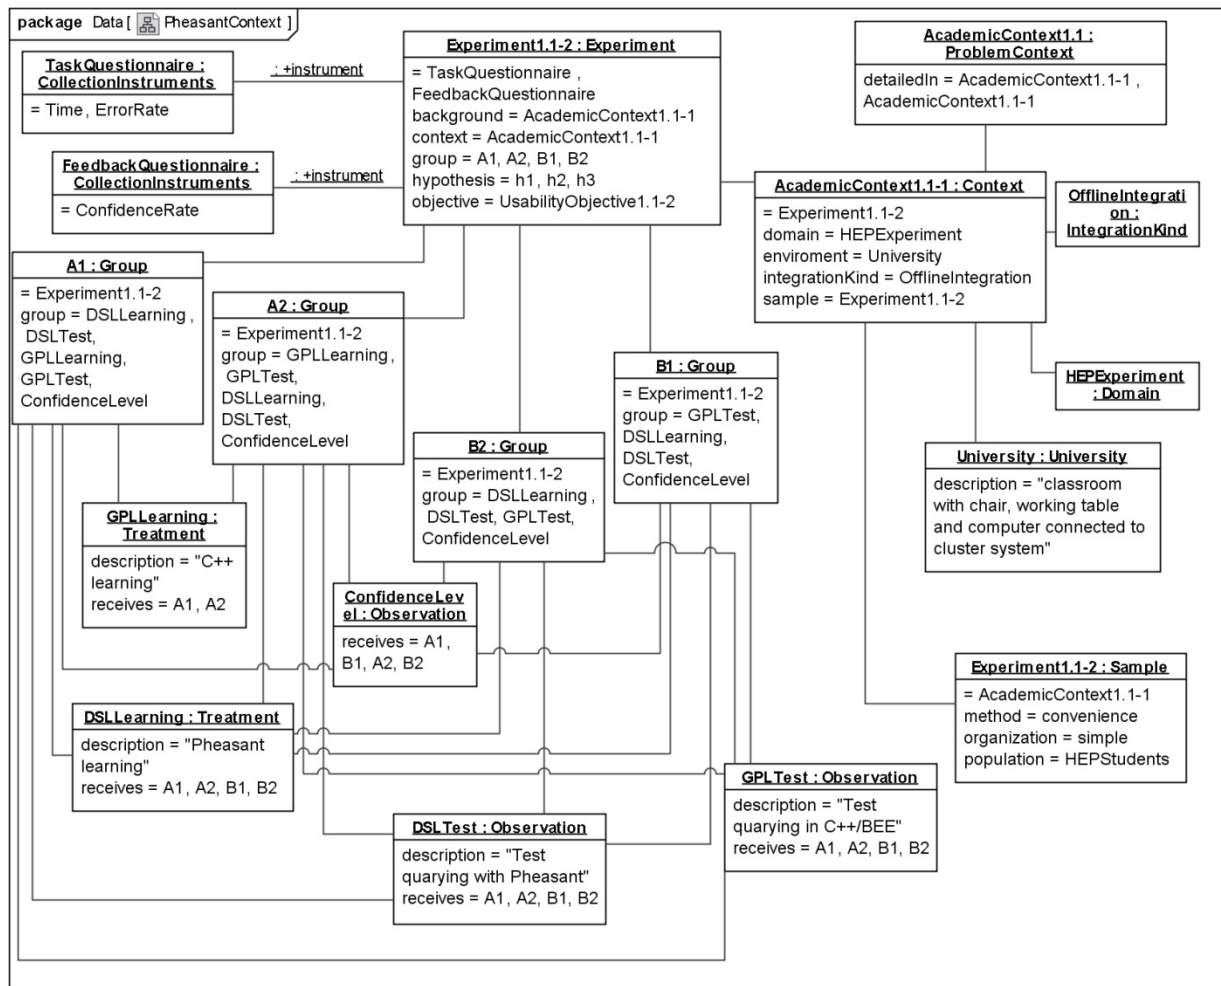 package Data [ PheasantContext ]
TaskQuestionnaire :
CollectionInstruments
= Time, ErrorRate
: +instrument
FeedbackQuestionnaire :
CollectionInstruments
= ConfidenceRate
: +instrument
Experiment1.1-2 : Experiment
= TaskQuestionnaire ,
FeedbackQuestionnaire
background = AcademicContext1.1-1
context = AcademicContext1.1-1
group = A1, A2, B1, B2
hypothesis = h1, h2, h3
objective = UsabilityObjective1.1-2
AcademicContext1.1 :
ProblemContext
detailedIn = AcademicContext1.1-1 ,
AcademicContext1.1-1
AcademicContext1.1-1 : Context
= Experiment1.1-2
domain = HEPExperiment
enviroment = University
integrationKind = OfflineIntegration
sample = Experiment1.1-2
OfflineIntegrati
on :
IntegrationKind
A1 : Group
= Experiment1.1-2
group = DSLLearning ,
DSLTest,
GPLLearning,
GPLTest,
ConfidenceLevel
A2 : Group
= Experiment1.1-2
group = GPLLearning ,
GPLTest,
DSLLearning,
DSLTest,
ConfidenceLevel
B1 : Group
= Experiment1.1-2
group = GPLTest,
DSLLearning,
DSLTest,
ConfidenceLevel
HEPExperiment
: Domain
B2 : Group
= Experiment1.1-2
group = DSLLearning ,
DSLTest, GPLTest,
ConfidenceLevel
University : University
description = "classroom
with chair, working table
and computer connected to
cluster system"
GPLLearning :
Treatment
description = "C++
learning"
receives = A1, A2
ConfidenceLev
el : Observation
receives = A1,
B1, A2, B2
Experiment1.1-2 : Sample
= AcademicContext1.1-1
method = convenience
organization = simple
population = HEPStudents
DSLLearning : Treatment
description = "Pheasant
learning"
receives = A1, A2, B1, B2
GPLTest : Observation
description = "Test
quarying in C++/BEE"
receives = A1, A2, B1, B2
DSLTest : Observation
description = "Test
quarying with Pheasant"
receives = A1, A2, B1, B2